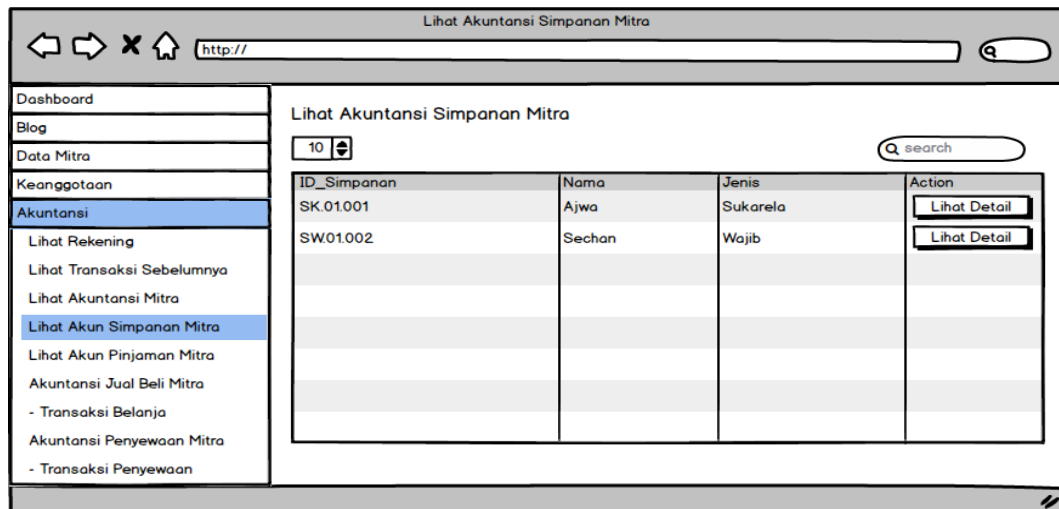 Lihat Akuntansi Simpanan Mitra
http://
Dashboard
Blog
Data Mitra
Keanggotaan
Akuntansi
Lihat Rekening
Lihat Transaksi Sebelumnya
Lihat Akuntansi Mitra
Lihat Akun Simpanan Mitra
Lihat Akun Pinjaman Mitra
Akuntansi Jual Beli Mitra
- Transaksi Belanja
Akuntansi Penyewaan Mitra
- Transaksi Penyewaan
Lihat Akuntansi Simpanan Mitra
10 search
ID_Simpanan Nama Jenis Action
SK.01.001 Ajwa Sukarela Lihat Detail
SW.01.002 Sechan Wajib Lihat Detail